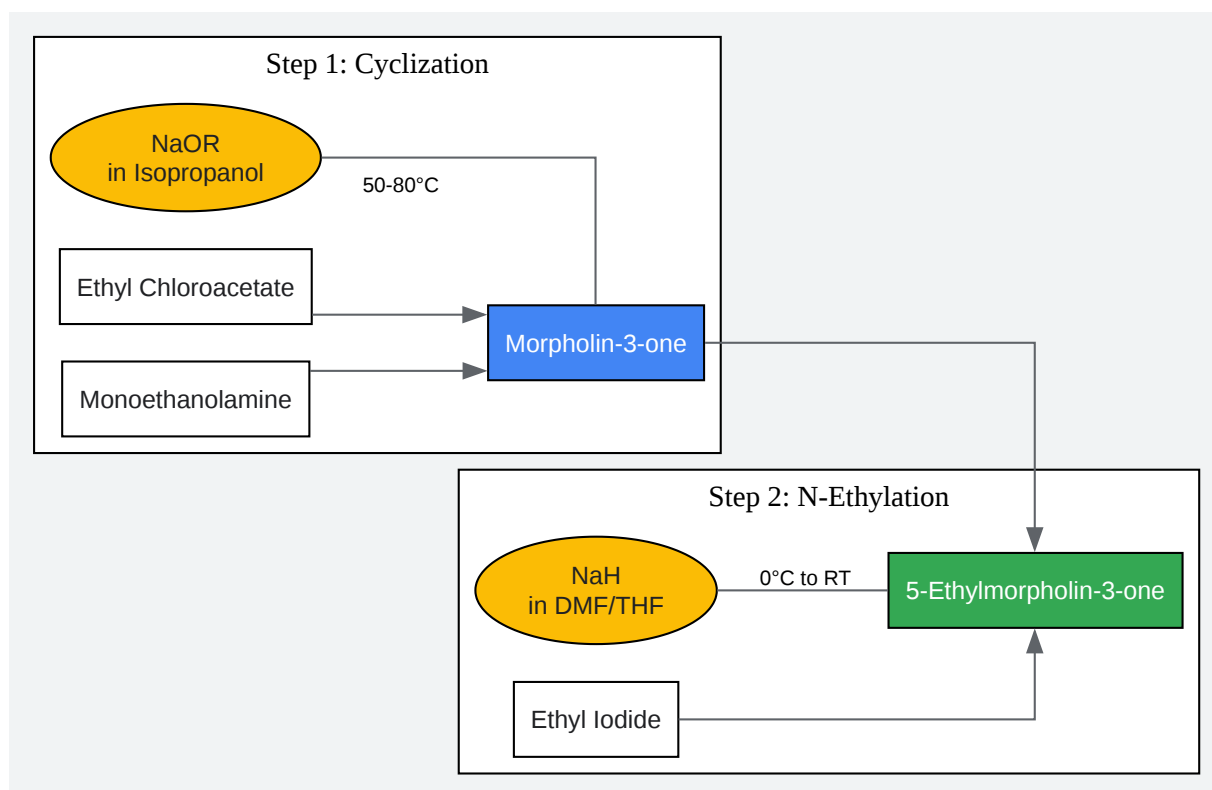 Step 1: Cyclization
NaOR
in Isopropanol
50-80°C
Ethyl Chloroacetate
Morpholin-3-one
Monoethanolamine
Step 2: N-Ethylation
NaH
in DMF/THF
0°C to RT
5-Ethylmorpholin-3-one
Ethyl Iodide